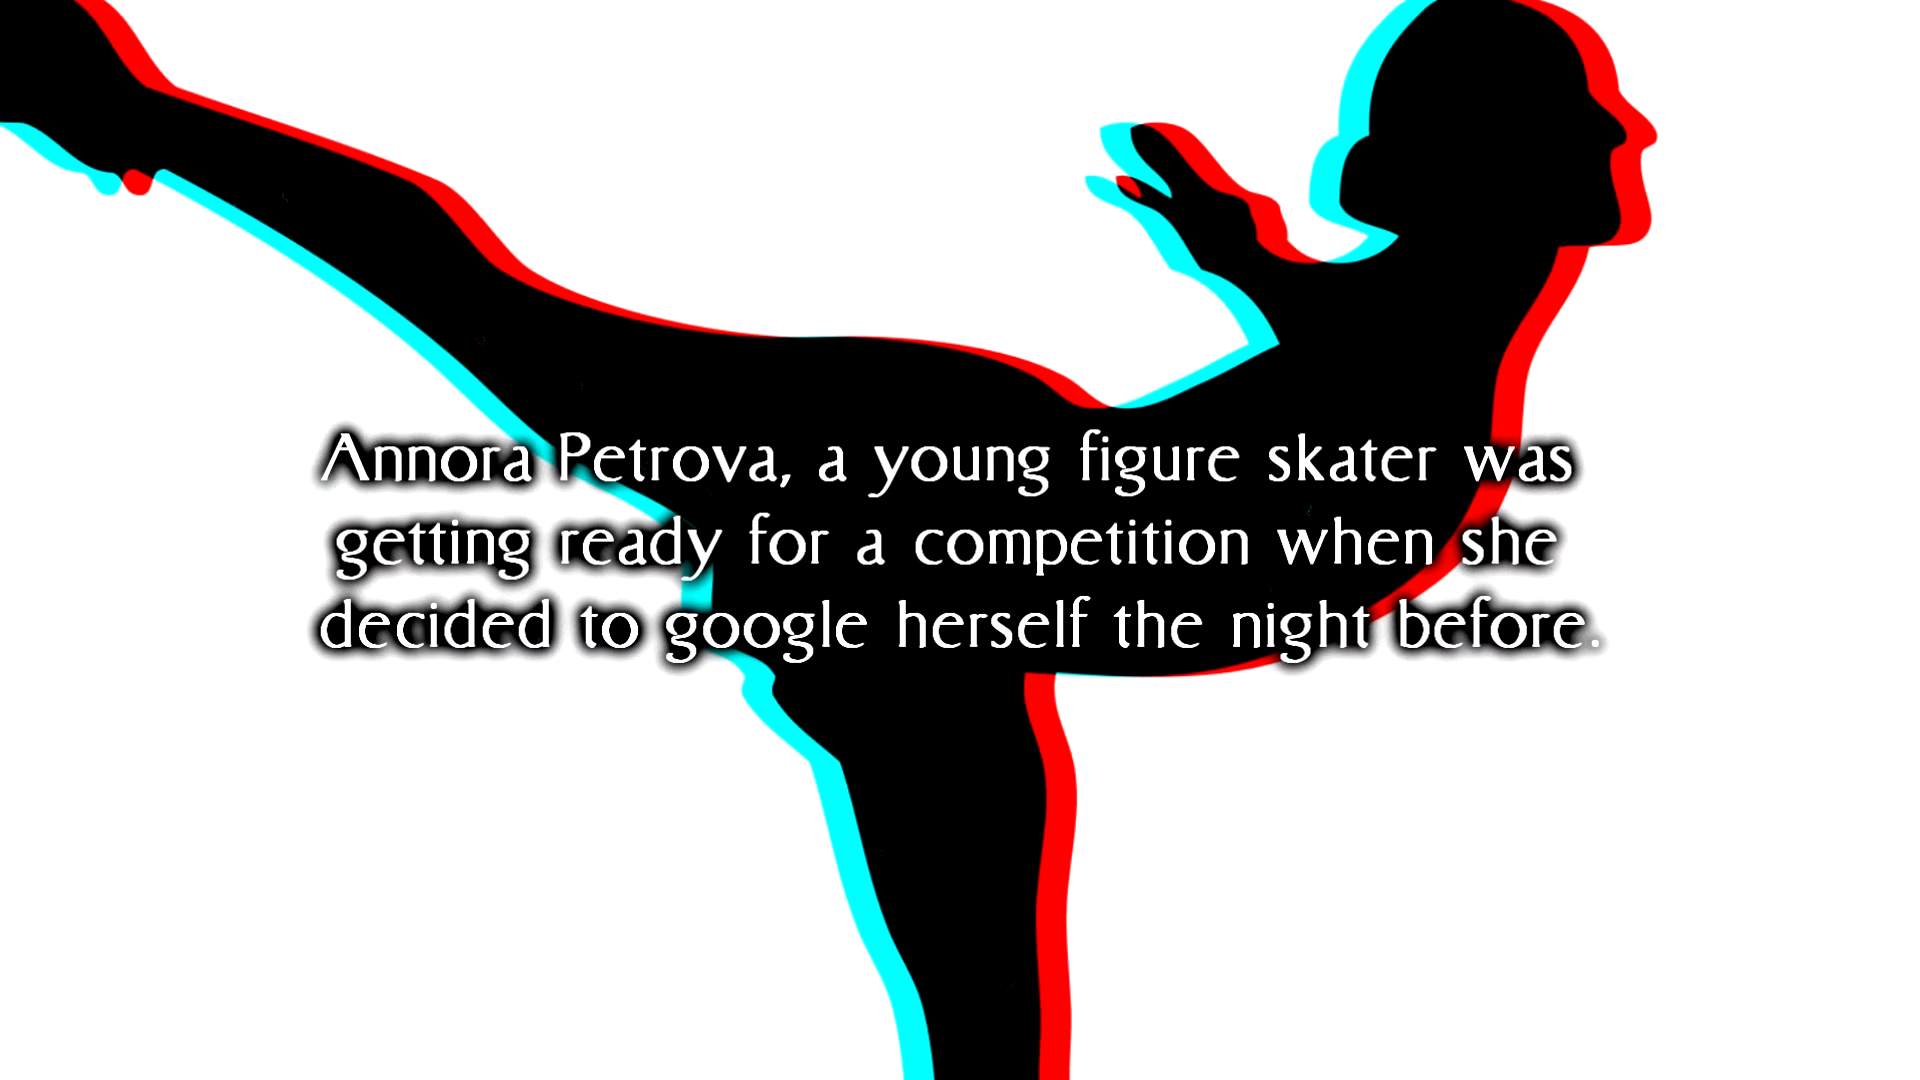 Annora Petrova, a young figure skater was
getting ready for a competition when she
decided to google herself the night before.